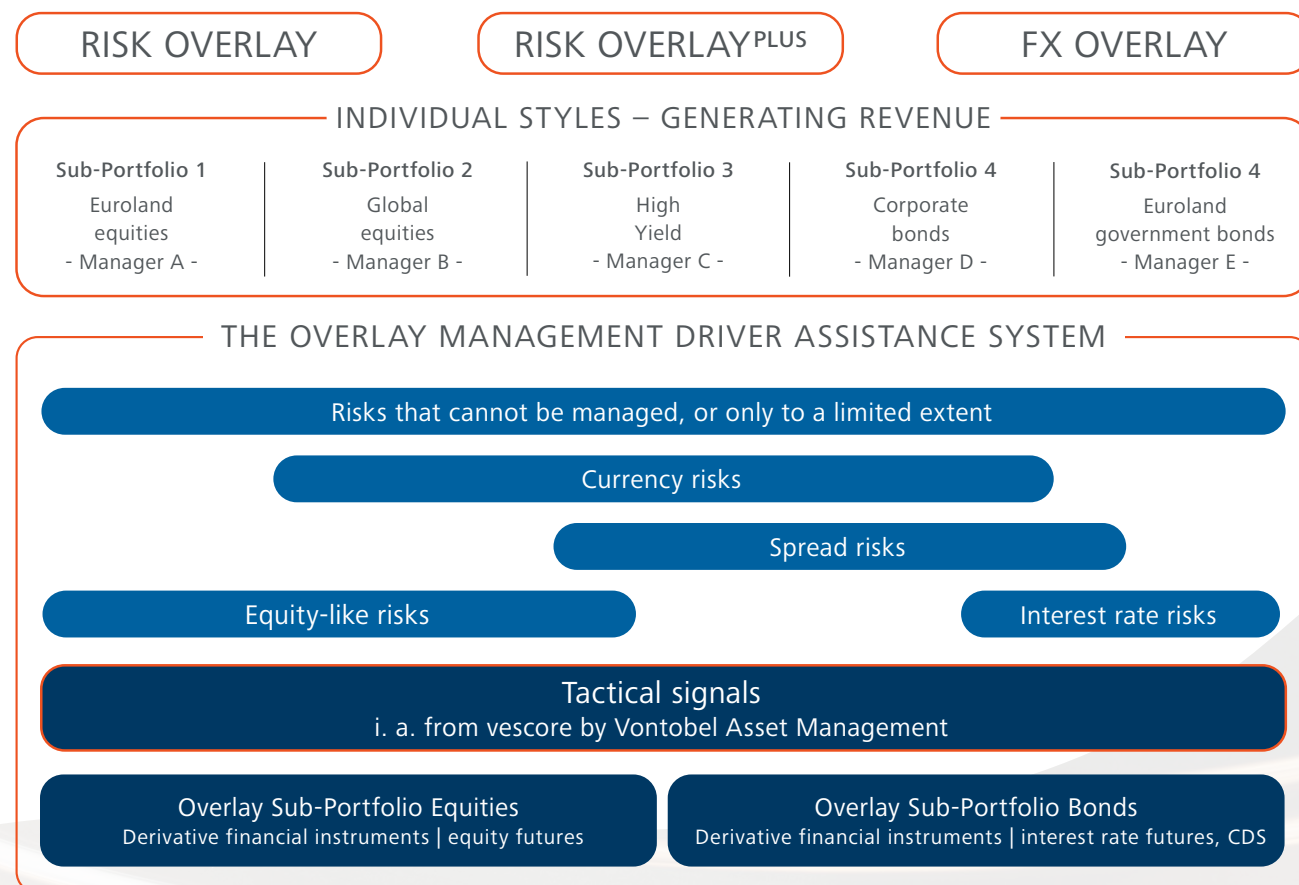 RISK OVERLAY
RISK OVERLAY PLUS
FX OVERLAY
INDIVIDUAL STYLES – GENERATING REVENUE
Sub-Portfolio 1
Euroland
equities
- Manager A -
Sub-Portfolio 2
Global
equities
- Manager B -
Sub-Portfolio 3
High
Yield
- Manager C -
Sub-Portfolio 4
Corporate
bonds
- Manager D -
Sub-Portfolio 4
Euroland
government bonds
- Manager E -
THE OVERLAY MANAGEMENT DRIVER ASSISTANCE SYSTEM
Risks that cannot be managed, or only to a limited extent
Currency risks
Spread risks
Equity-like risks
Interest rate risks
Tactical signals
i. a. from vescore by Vontobel Asset Management
Overlay Sub-Portfolio Equities
Derivative financial instruments | equity futures
Overlay Sub-Portfolio Bonds
Derivative financial instruments | interest rate futures, CDS